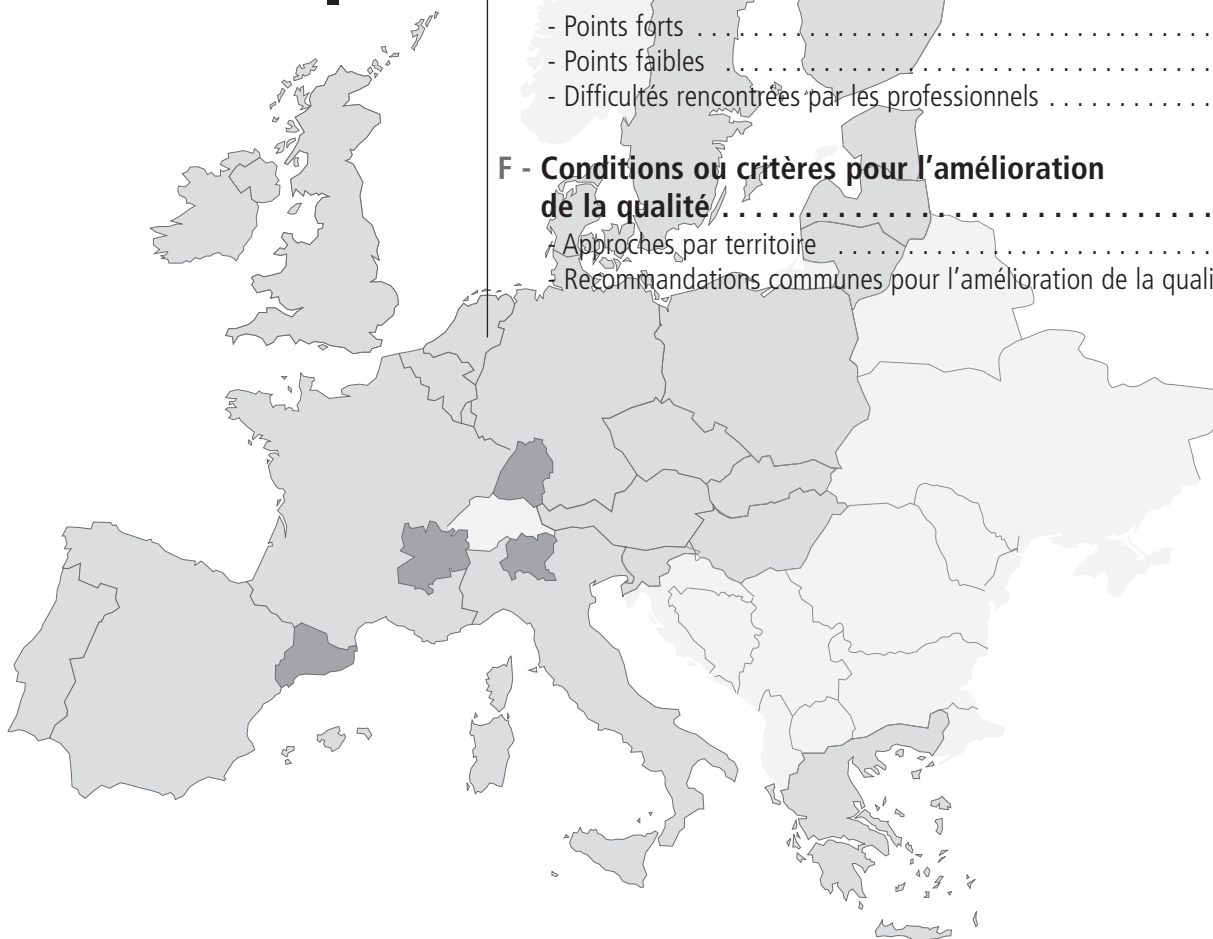 - Points forts . . . . . . . . . . . . . . . . . . . . . . . . . . . . . . . . . . . .
- Points faibles . . . . . . . . . . . . . . . . . . . . . . . . . . . . . . . . . .
- Difficultés rencontrées par les professionnels . . . . . . . . . . . .
F - Conditions ou critères pour l'amélioration
de la qualité . . . . . . . . . . . . . . . . . . . . . . . . . . . . . . .
- Approches par territoire . . . . . . . . . . . . . . . . . . . . . . . . . .
- Recommandations communes pour l'amélioration de la quali